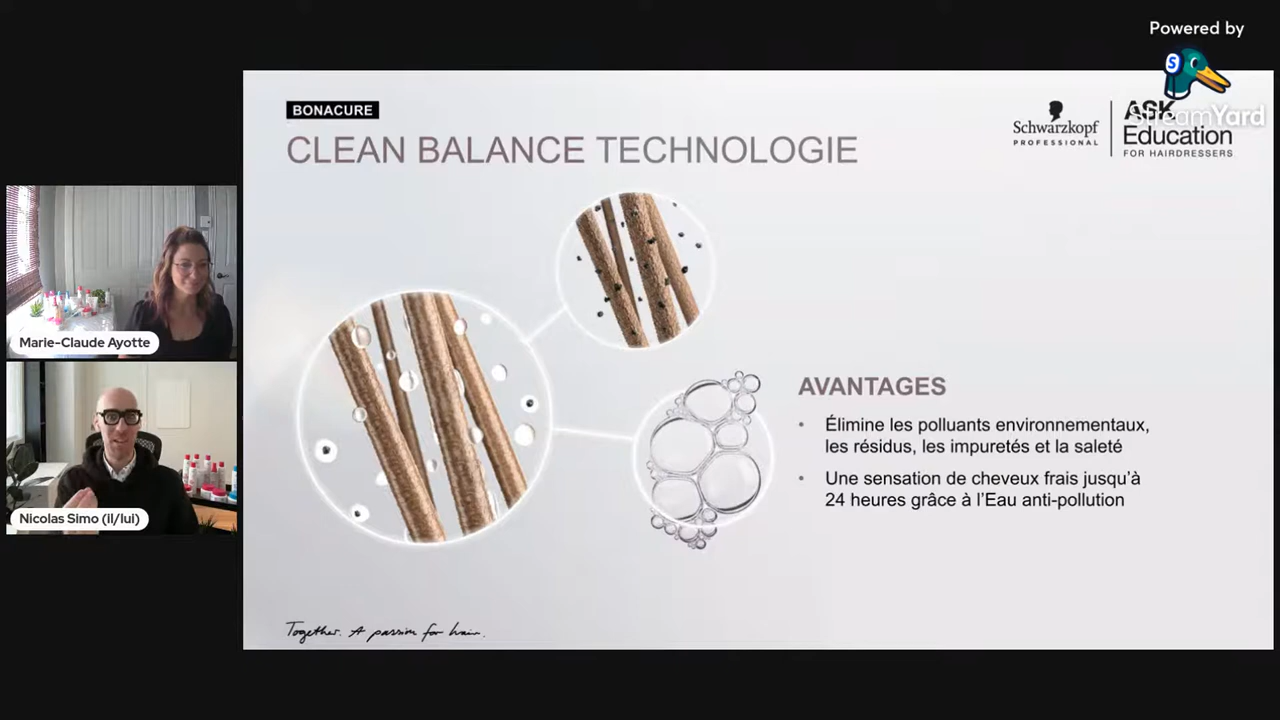 Powered by
StreamYard
BONACURE
CLEAN BALANCE TECHNOLOGIE
Schwarzkopf
PROFESSIONAL
ASK
Education
FOR HAIRDRESSERS
Marie-Claude Ayotte
Nicolas Simo (il/lui)
AVANTAGES
• Élimine les polluants environnementaux,
les résidus, les impuretés et la saleté
• Une sensation de cheveux frais jusqu'à
24 heures grâce à l'Eau anti-pollution
Together. A passion for hair.